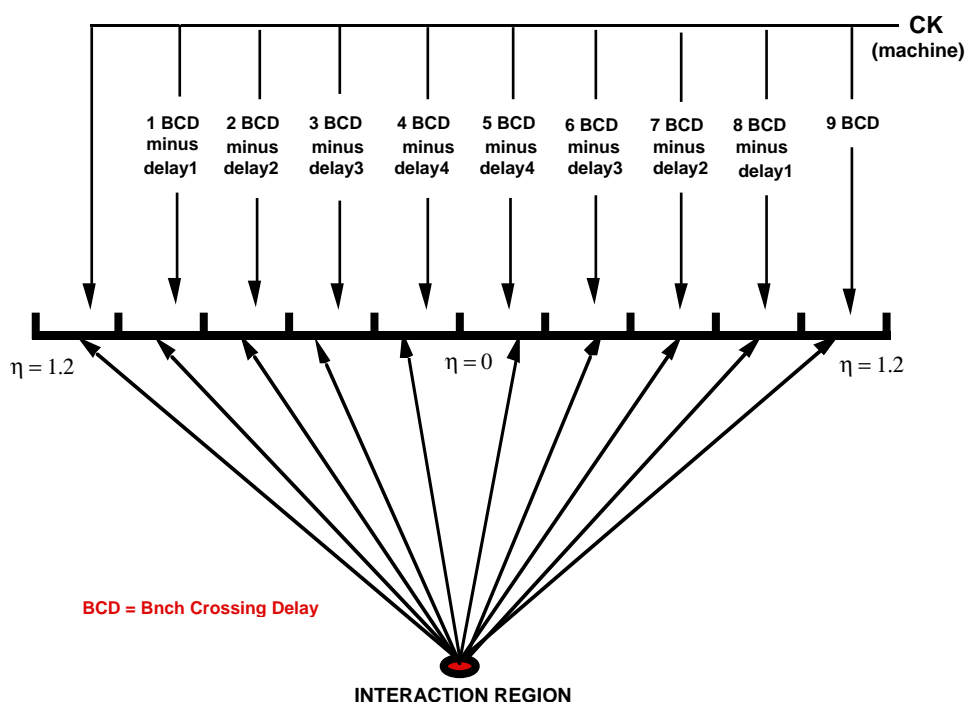 CK
(machine)
1 BCD
minus
delay1
2 BCD
minus
delay2
3 BCD
minus
delay3
4 BCD
minus
delay4
5 BCD
minus
delay4
6 BCD
minus
delay3
7 BCD
minus
delay2
8 BCD
minus
delay1
9 BCD
η = 1.2
η = 0
η = 1.2
BCD = Bnch Crossing Delay
INTERACTION REGION